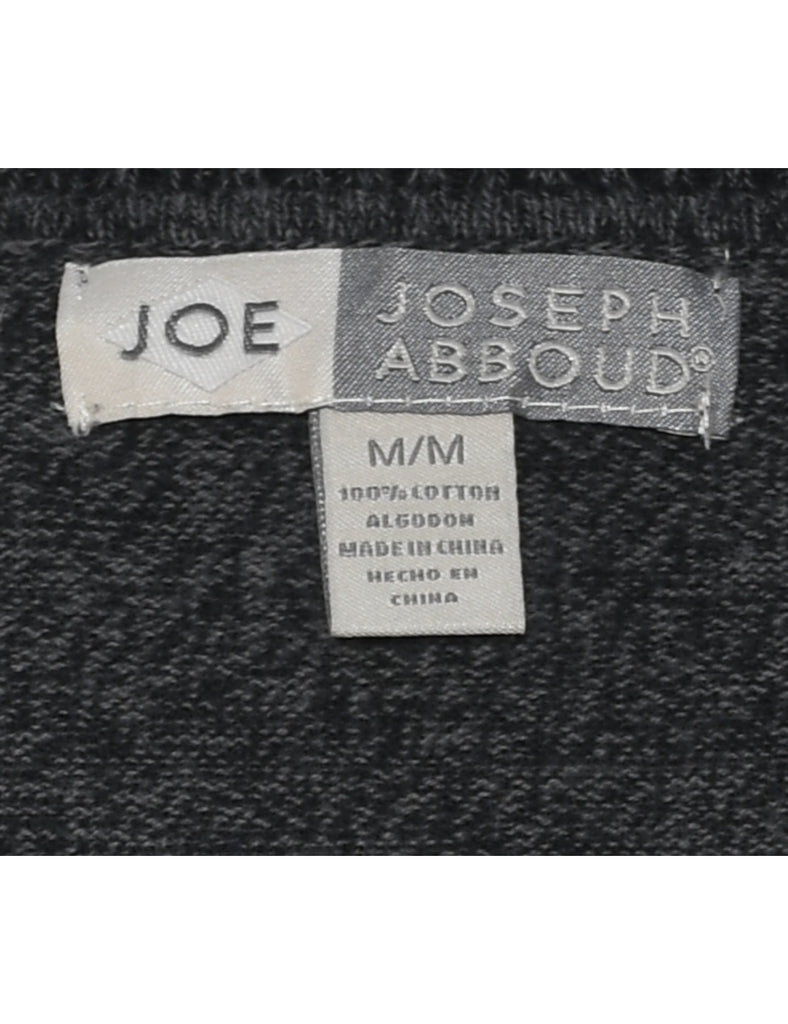 JOE
JOSEPH
ABBOUD®
M/M
100% COTTON
ALGODON
MADE IN CHINA
HECHO EN
CHINA